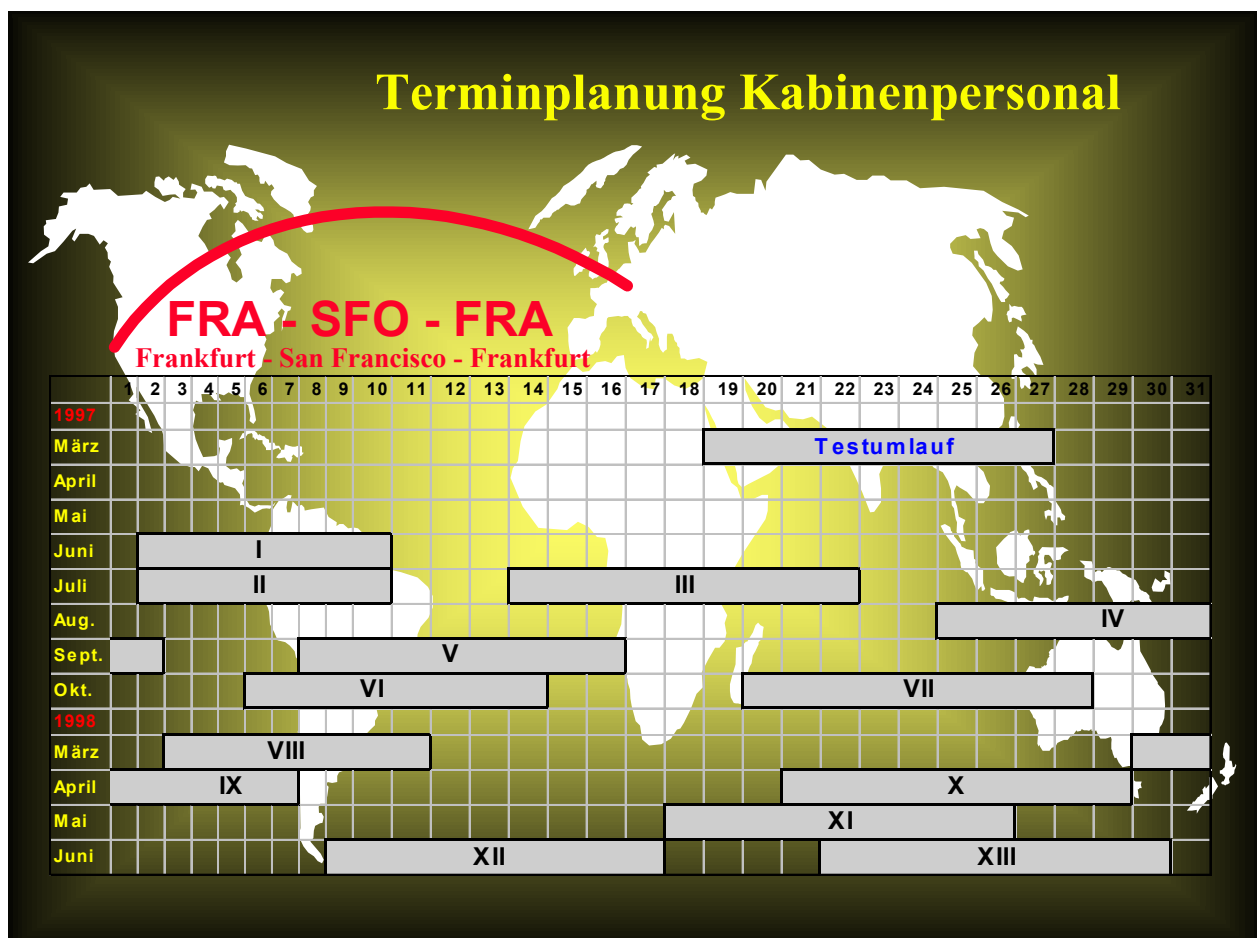 Terminplanung Kabinenpersonal
FRA - SFO - FRA
Frankfurt - San Francisco - Frankfurt
1 2 3 4 5 6 7 8 9 10 11 12 13 14 15 16 17 18 19 20 21 22 23 24 25 26 27 28 29 30 31
1997
März Testumlauf
April
Mai
Juni I
Juli II III
Aug. IV
Sept. V
Okt. VI VII
1998
März VIII
April IX X
Mai XI
Juni XII XIII